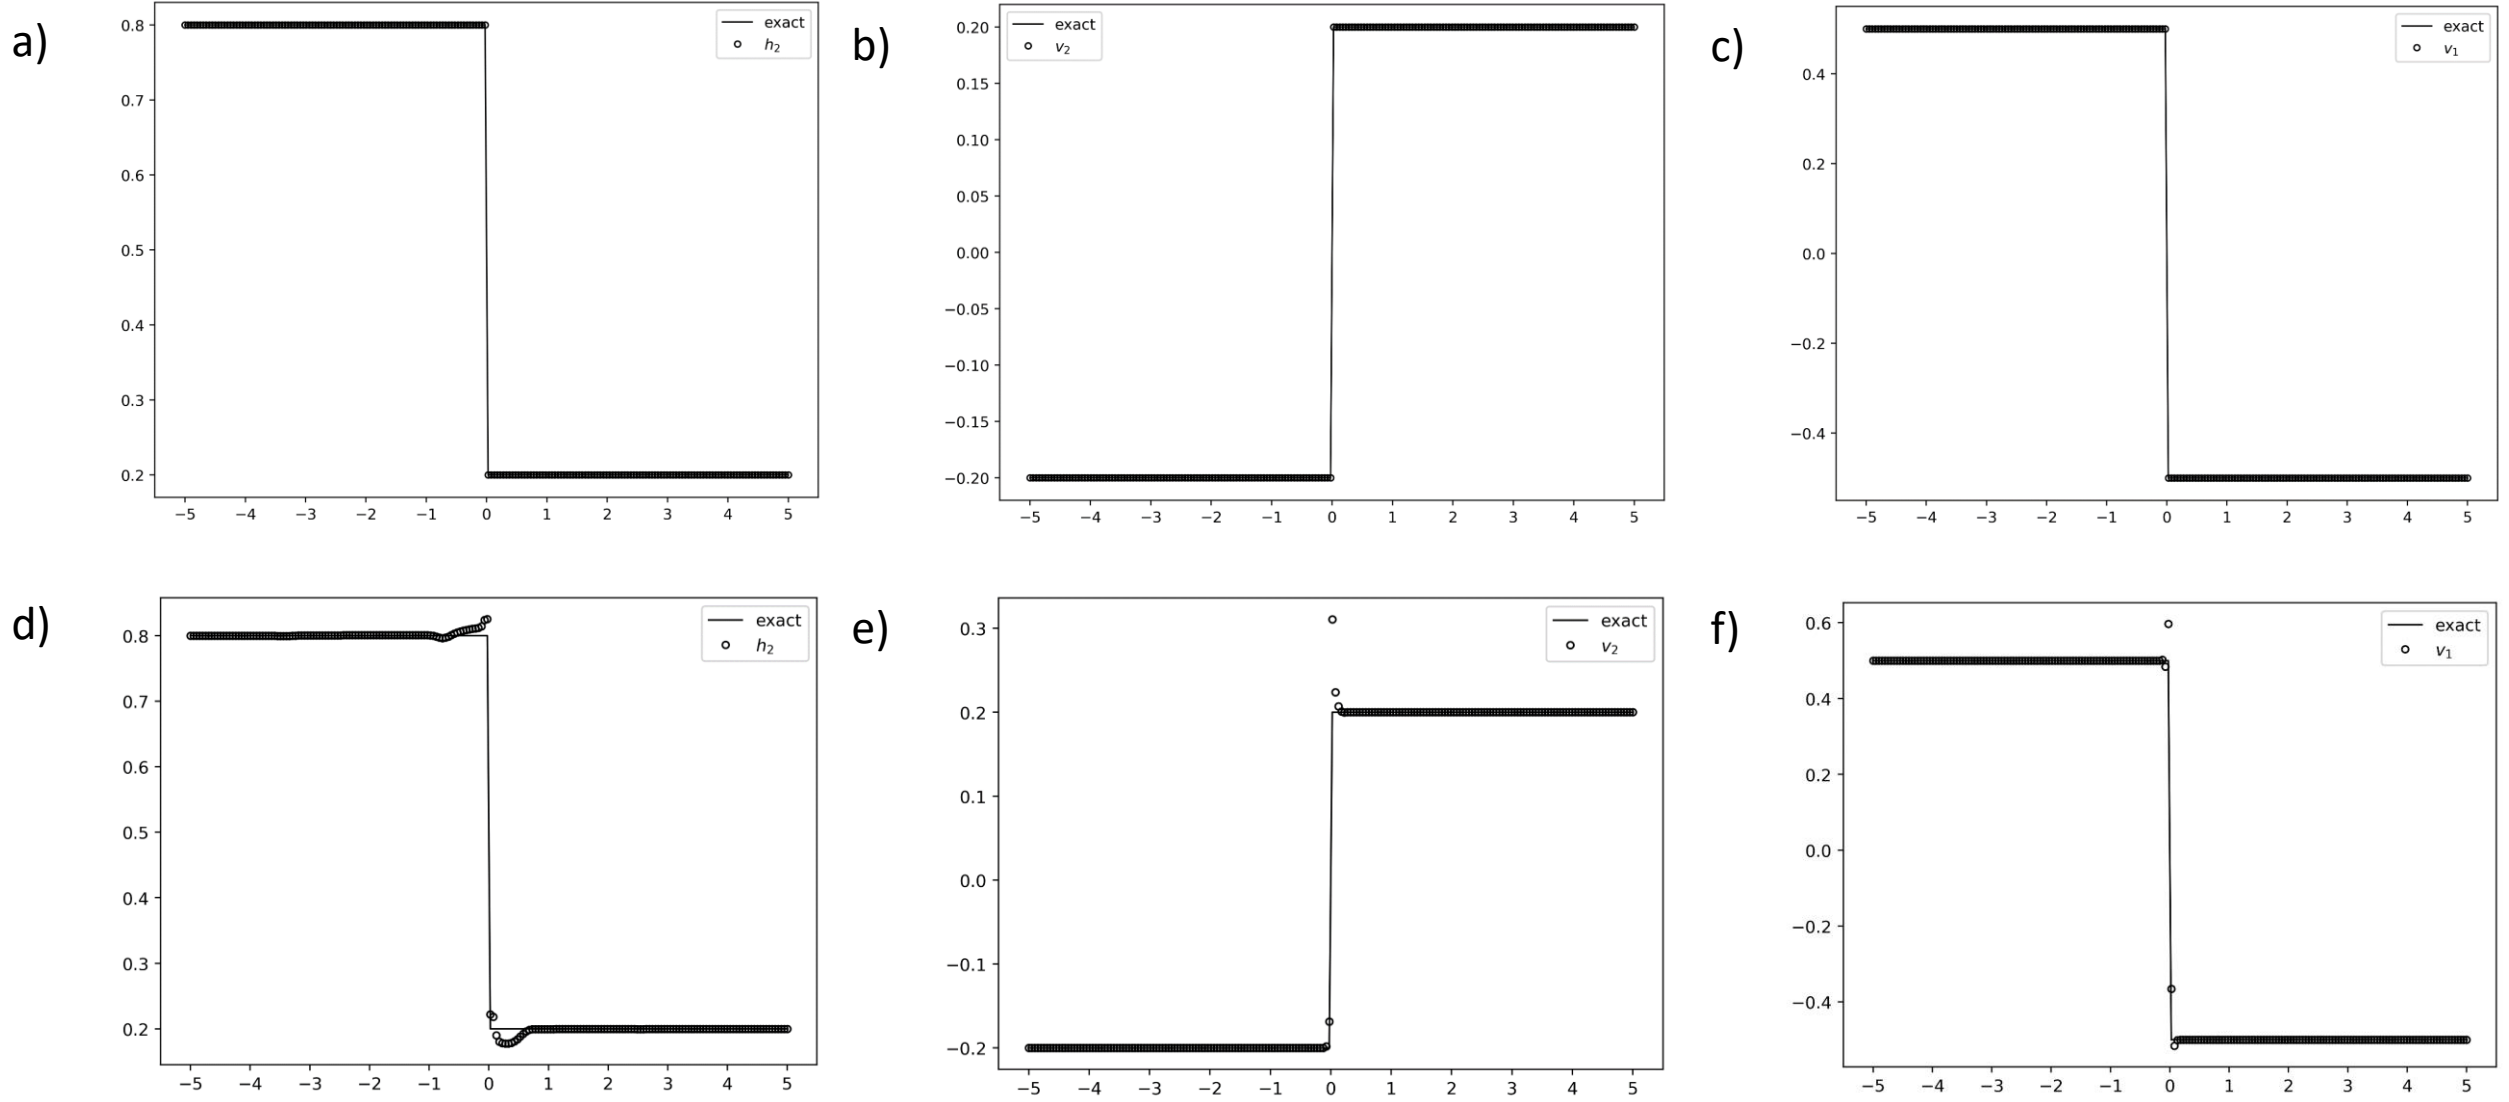 a)
0.8
0.7
0.6
0.5
0.4
0.3
0.2
−5 −4 −3 −2 −1 0 1 2 3 4 5
exact
h₂
b)
0.20
0.15
0.10
0.05
0.00
−0.05
−0.10
−0.15
−0.20
−5 −4 −3 −2 −1 0 1 2 3 4 5
exact
v₂
c)
0.4
0.2
0.0
−0.2
−0.4
−5 −4 −3 −2 −1 0 1 2 3 4 5
exact
v₁
d)
0.8
0.7
0.6
0.5
0.4
0.3
0.2
−5 −4 −3 −2 −1 0 1 2 3 4 5
exact
h₂
e)
0.3
0.2
0.1
0.0
−0.1
−0.2
−5 −4 −3 −2 −1 0 1 2 3 4 5
exact
v₂
f)
0.6
0.4
0.2
0.0
−0.2
−0.4
−5 −4 −3 −2 −1 0 1 2 3 4 5
exact
v₁